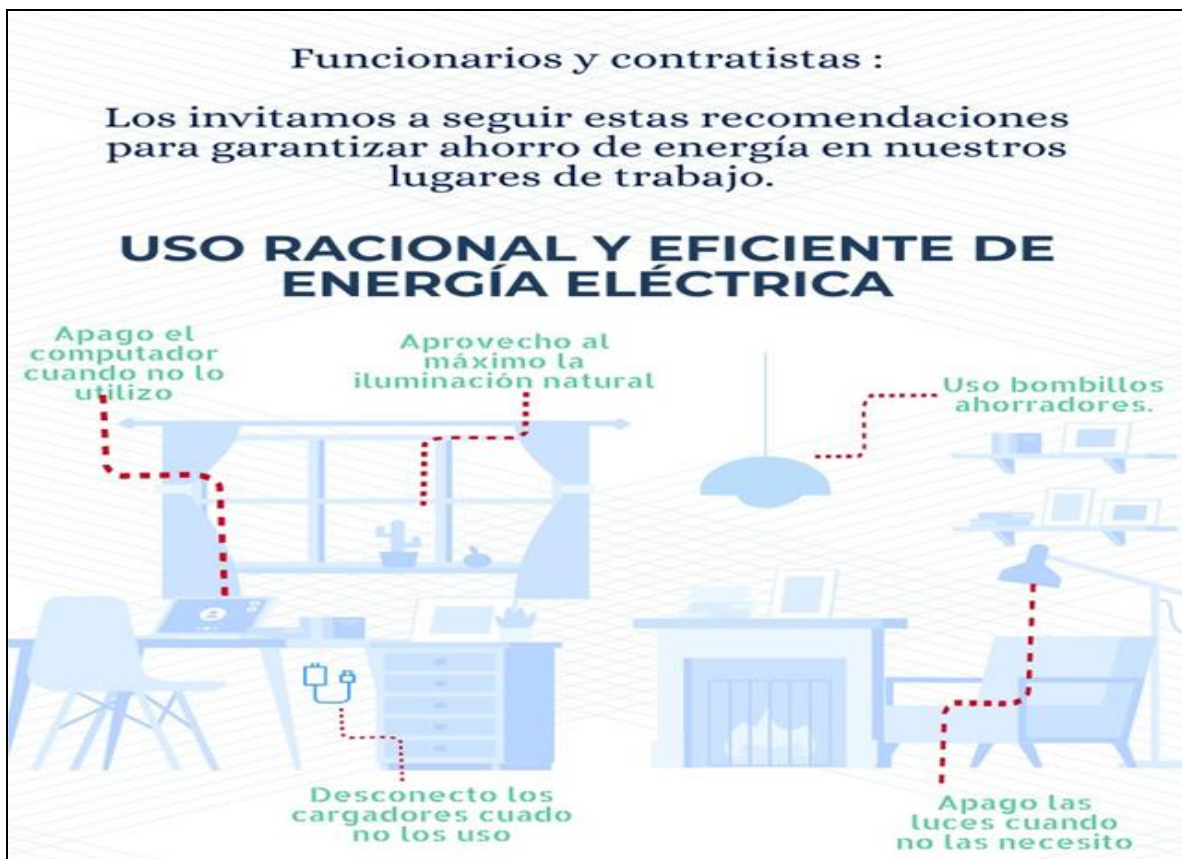 Funcionarios y contratistas :
Los invitamos a seguir estas recomendaciones
para garantizar ahorro de energía en nuestros
lugares de trabajo.
USO RACIONAL Y EFICIENTE DE
ENERGÍA ELÉCTRICA
Apago el
computador
cuando no lo
utilizo
Aprovecho al
máximo la
iluminación natural
Uso bombillos
ahorradores.
Desconecto los
cargadores cuado
no los uso
Apago las
luces cuando
no las necesito